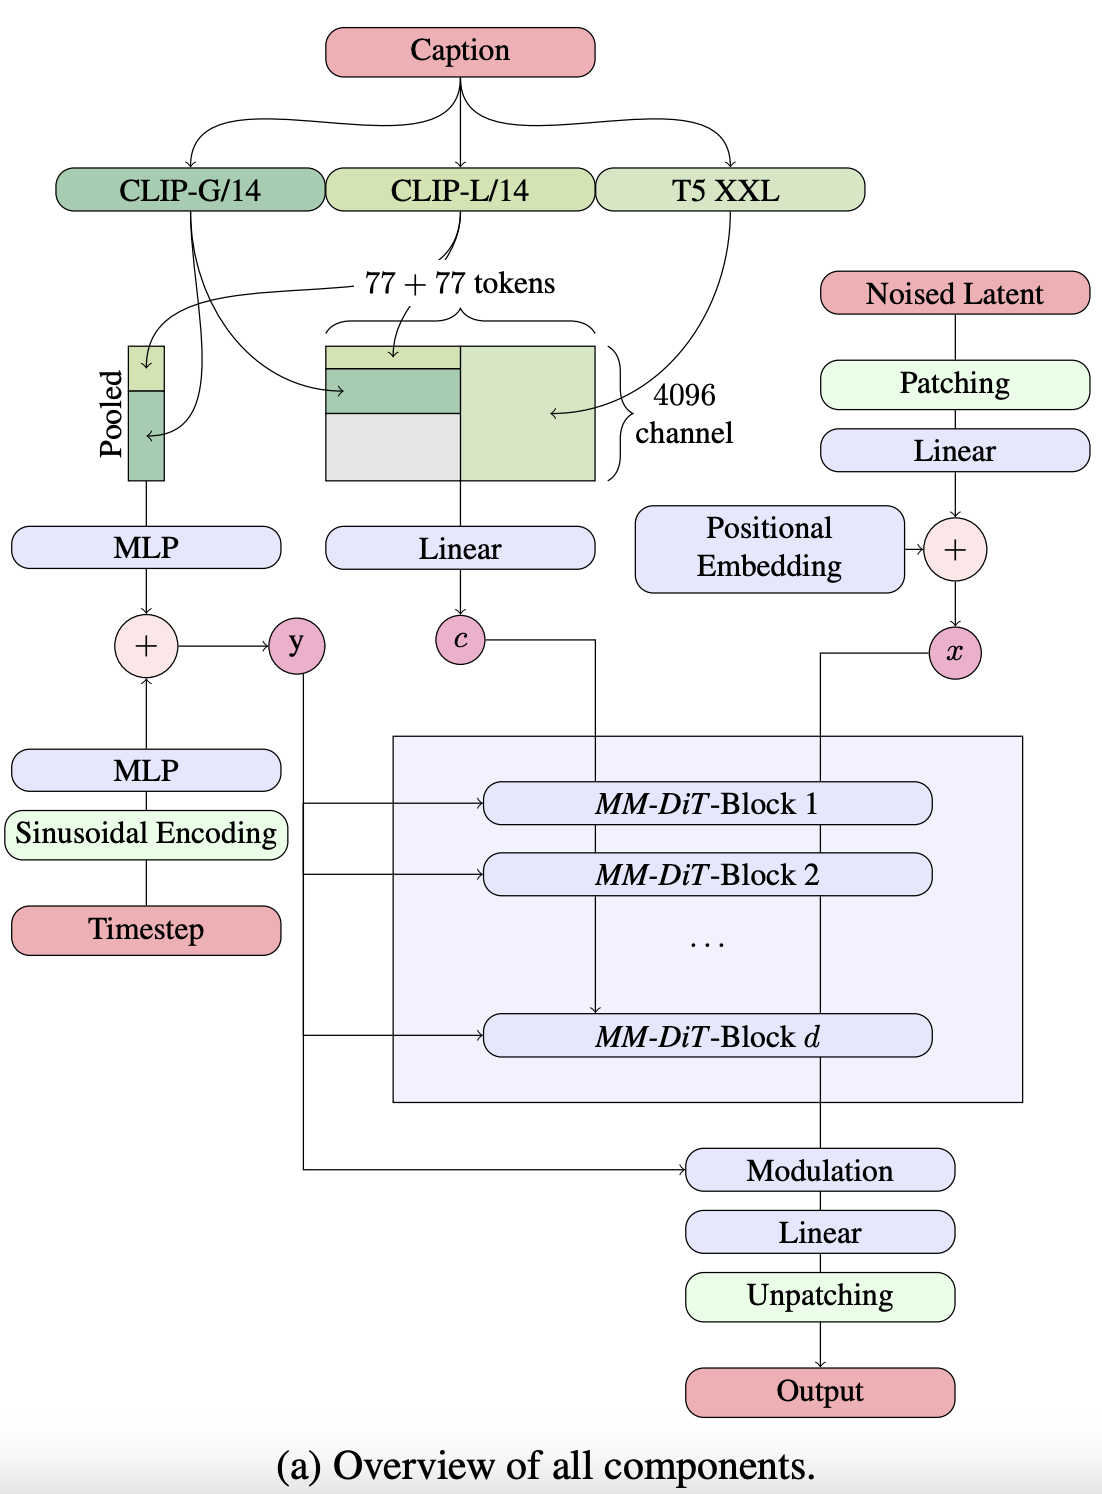 Caption
CLIP-G/14
CLIP-L/14
T5 XXL
77 + 77 tokens
Noised Latent
Patching
Linear
Pooled
4096
channel
MLP
Linear
Positional
Embedding
+
+
y
c
x
MLP
Sinusoidal Encoding
Timestep
MM-DiT-Block 1
MM-DiT-Block 2
. . .
MM-DiT-Block d
Modulation
Linear
Unpatching
Output
(a) Overview of all components.